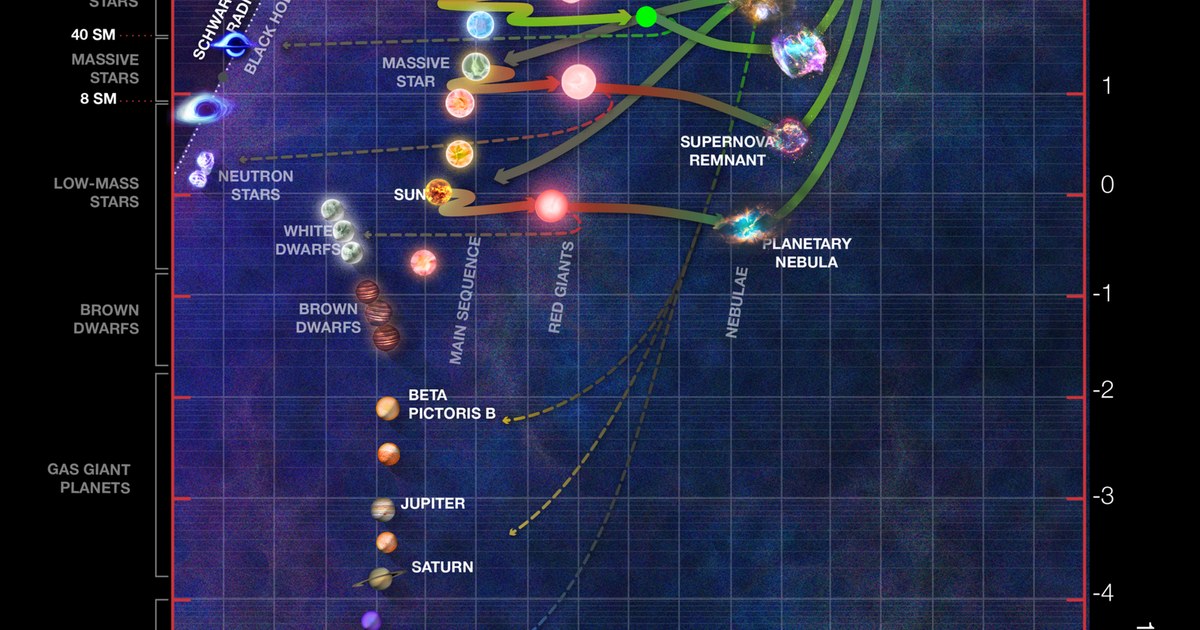 STARS
40 SM
MASSIVE
STARS
8 SM
LOW-MASS
STARS
BROWN
DWARFS
GAS GIANT
PLANETS
BLACK
MASSIVE
STAR
NEUTRON
STARS
SUN
WHITE
DWARFS
BROWN
DWARFS
MAIN SEQUENCE
RED GIANTS
NEBULAE
SUPERNOVA
REMNANT
PLANETARY
NEBULA
BETA
PICTORIS B
JUPITER
SATURN
1
0
-1
-2
-3
-4